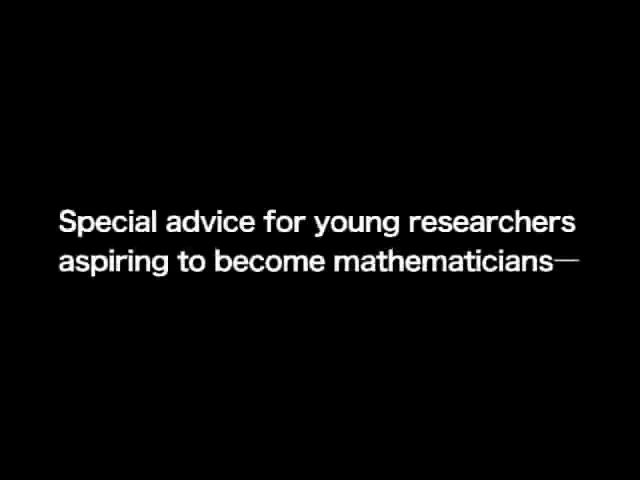 Special advice for young researchers
aspiring to become mathematicians—